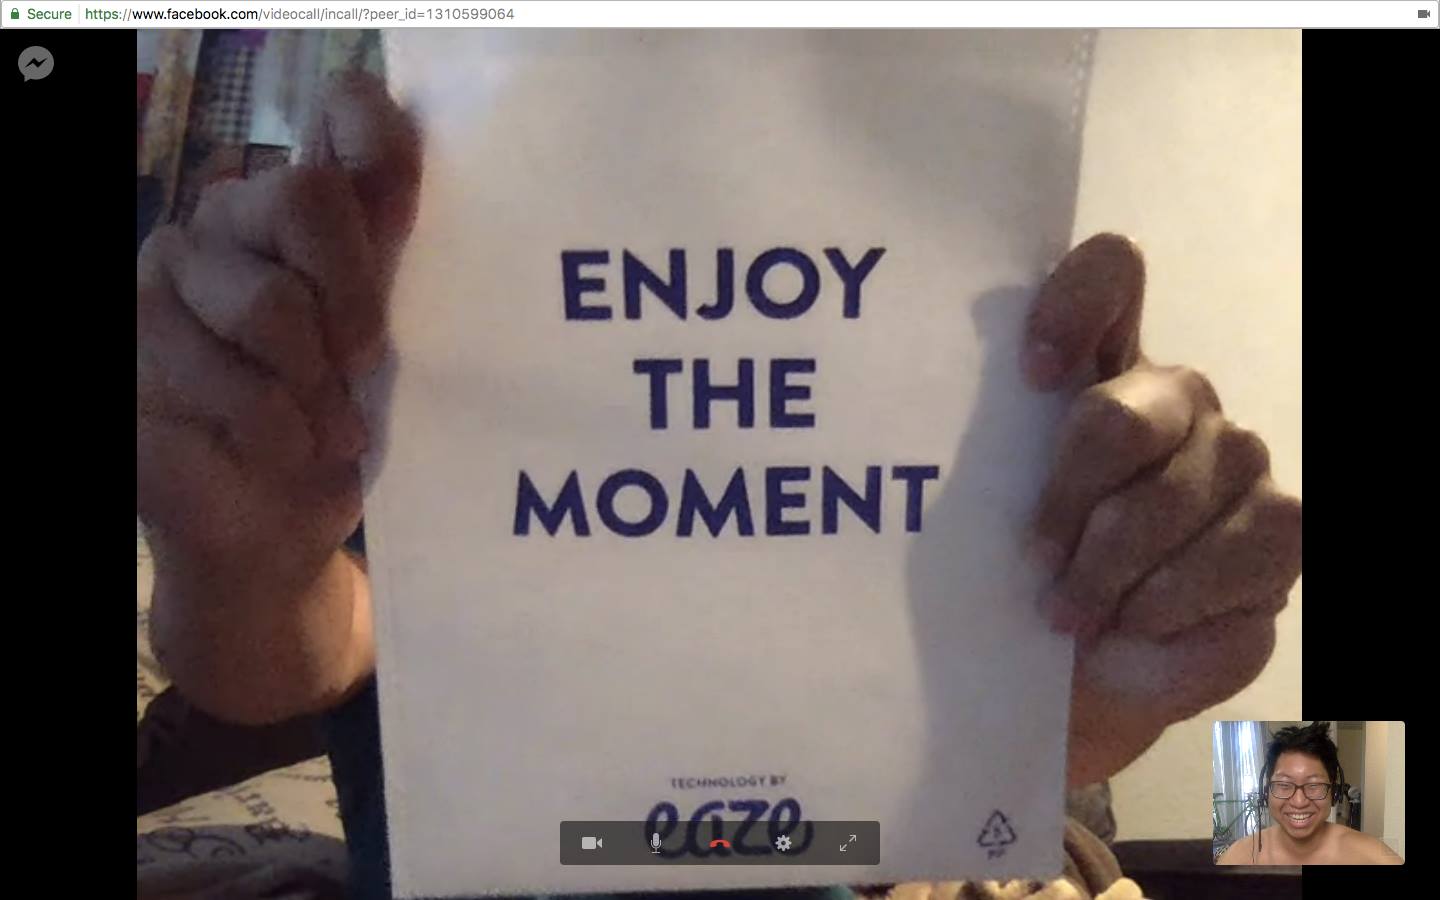 Secure https://www.facebook.com/videocall/incall/?peer_id=1310599064
ENJOY
THE
MOMENT
TECHNOLOGY BY
eaze